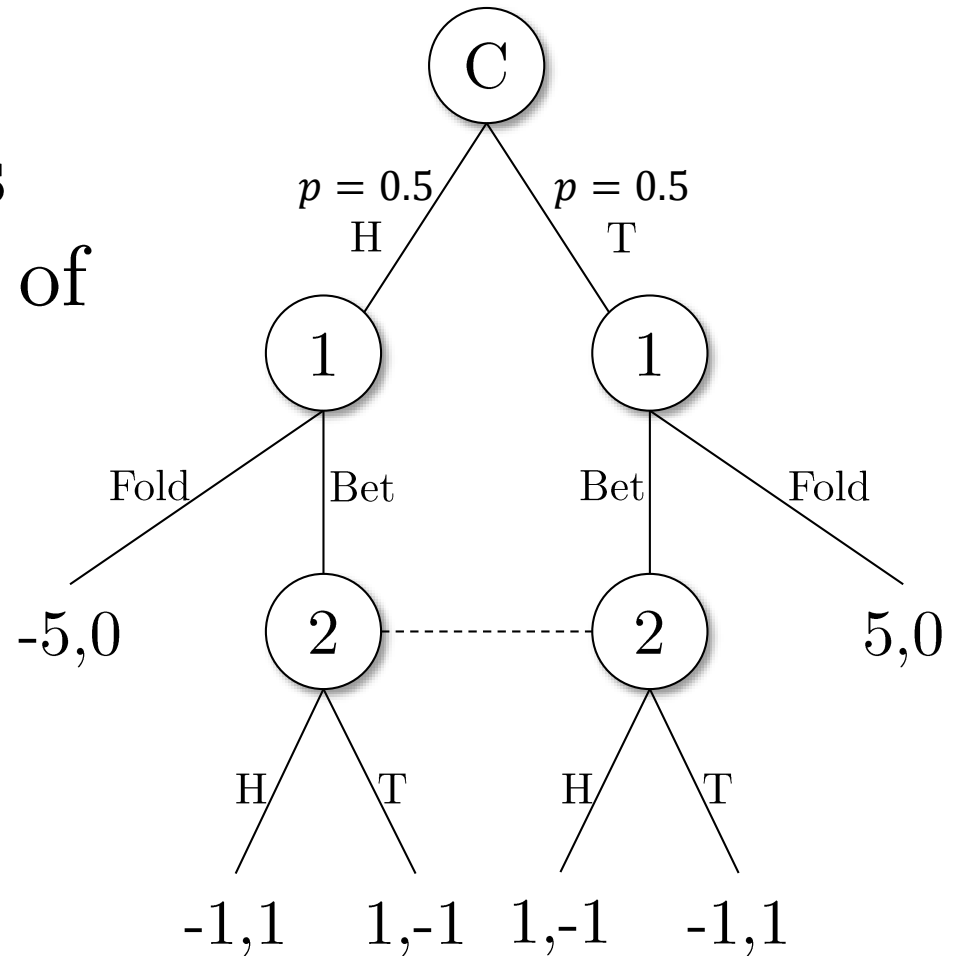 C
p = 0.5 p = 0.5
H T
of
1 1
Fold Bet Bet Fold
-5,0 2 2 5,0
H T H T
-1,1 1,-1 1,-1 -1,1